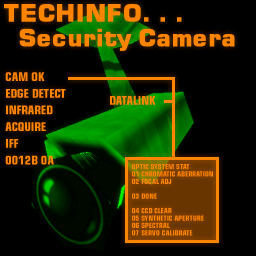 TECHINFO. . .
Security Camera
CAM OK
EDGE DETECT
INFRARED
ACQUIRE
IFF
0012B 0A
DATALINK
OPTIC SYSTEM STAT
01 CHROMATIC ABERRATION
02 FOCAL ADJ
03 DONE
04 CCD CLEAR
05 SYNTHETIC APERTURE
06 SPECTRAL
07 SERVO CALIBRATE